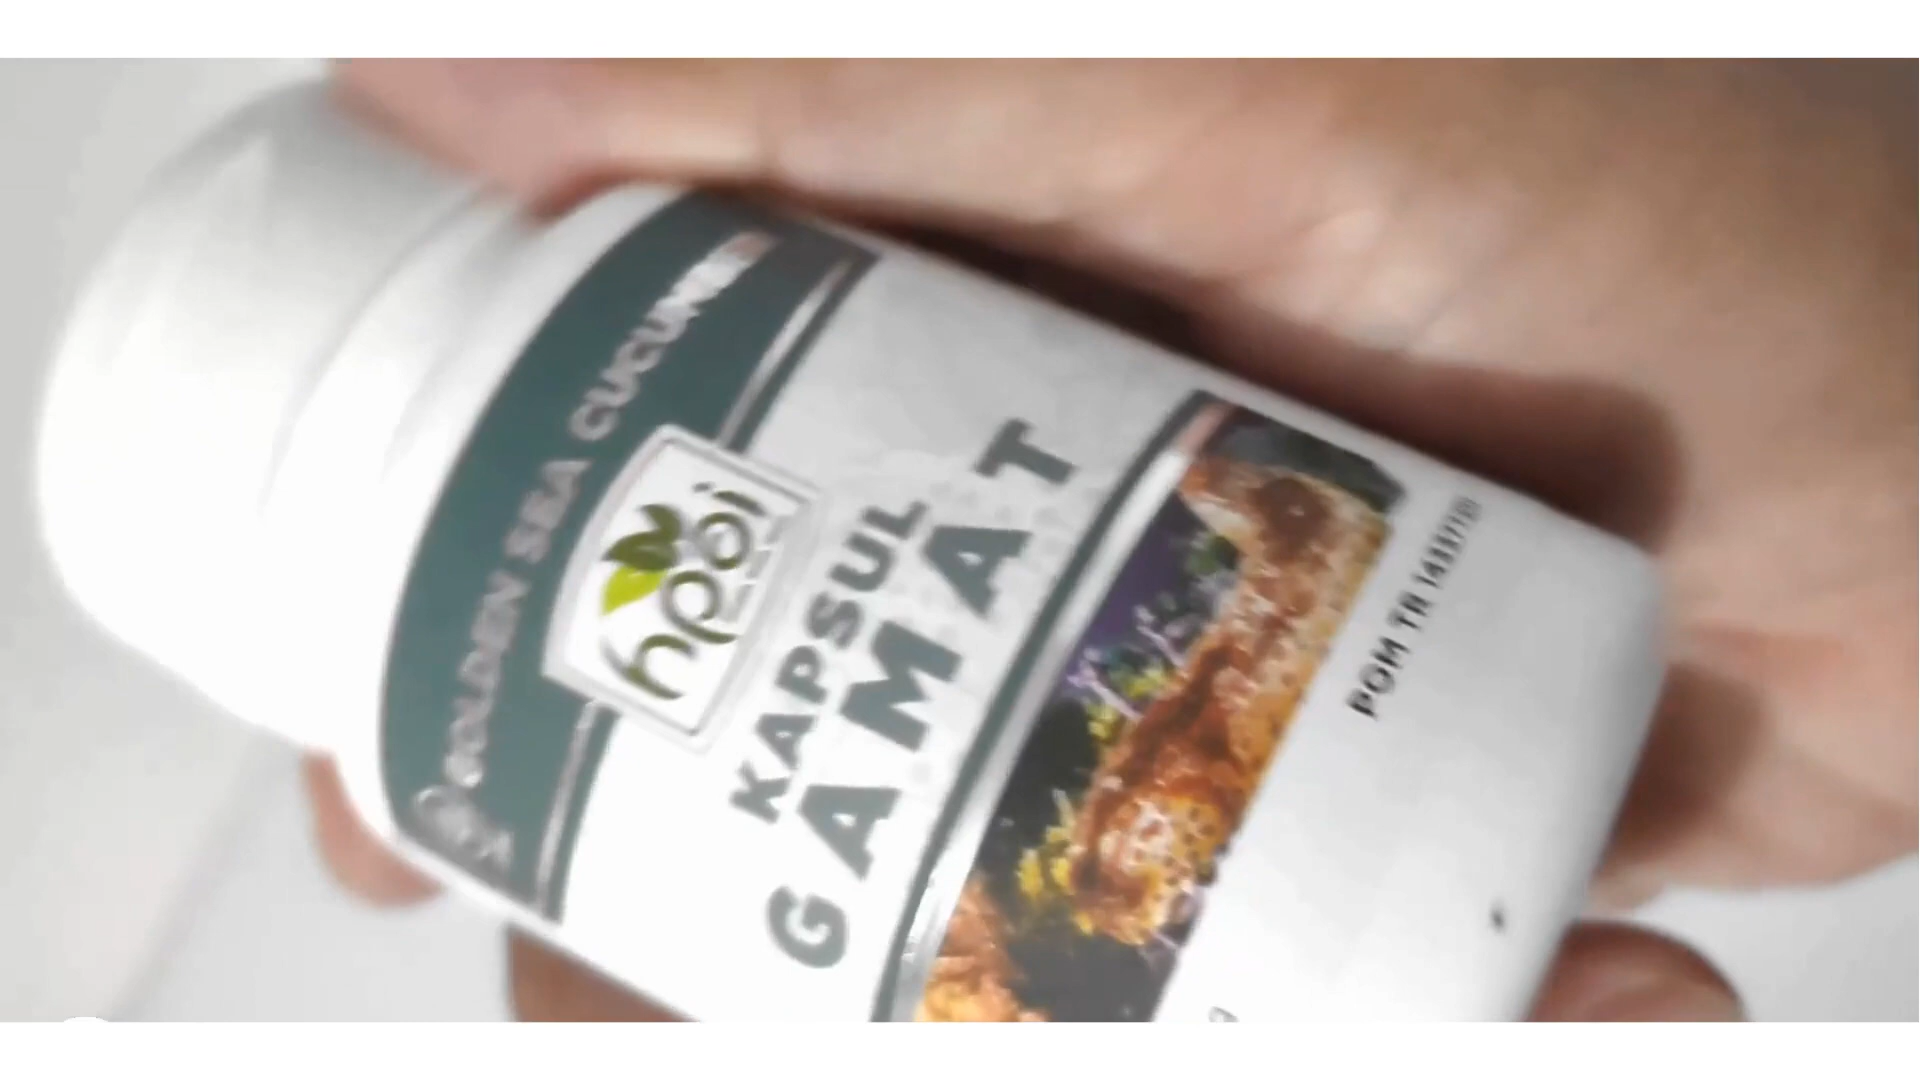 GOLDEN SEA CUCUMBER
hpai
KAPSUL
GAMAT
POM TR